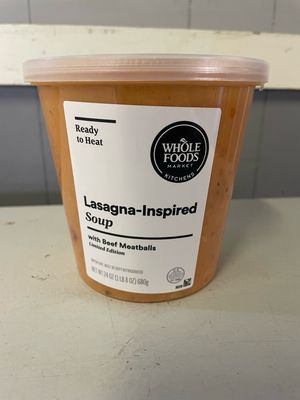 Ready
to Heat
WHOLE
FOODS
MARKET
KITCHENS
Lasagna-Inspired
Soup
with Beef Meatballs
Limited Edition
NET WT 24 OZ (1 LB 8 OZ) 680g